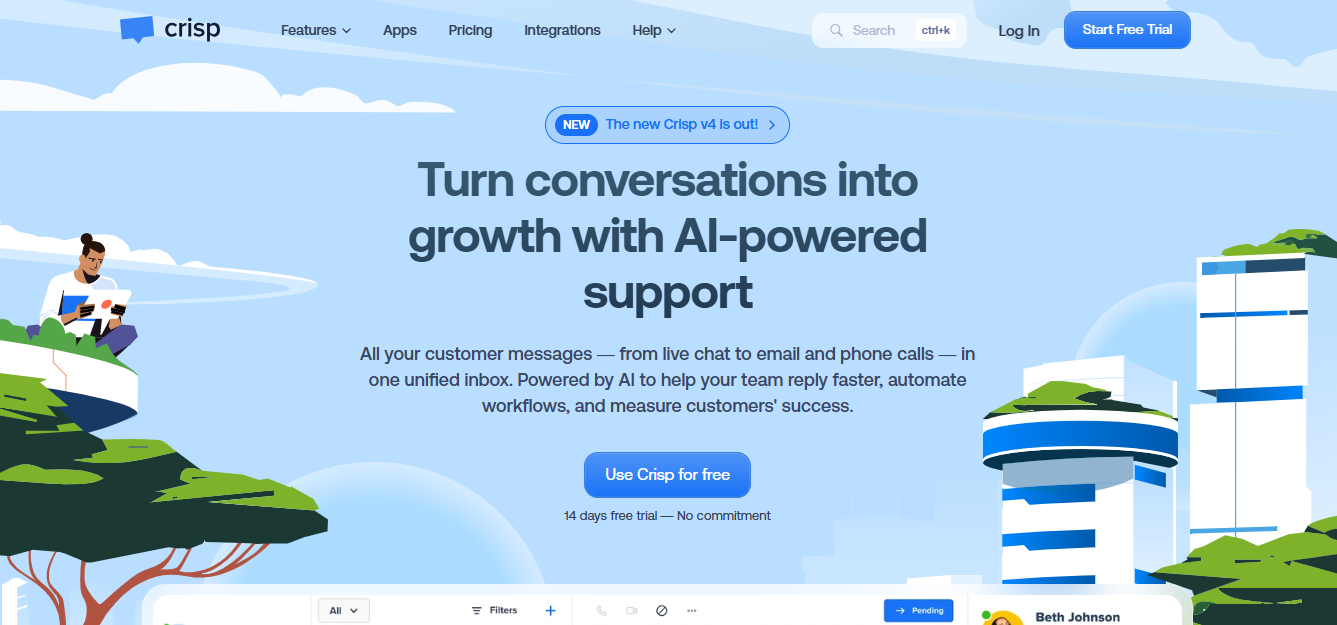 crisp
Features
Apps
Pricing
Integrations
Help
Search
ctrl+k
Log In
Start Free Trial
NEW The new Crisp v4 is out!
Turn conversations into
growth with AI-powered
support
All your customer messages — from live chat to email and phone calls — in
one unified inbox. Powered by AI to help your team reply faster, automate
workflows, and measure customers' success.
Use Crisp for free
14 days free trial — No commitment
All
Filters
Pending
Beth Johnson